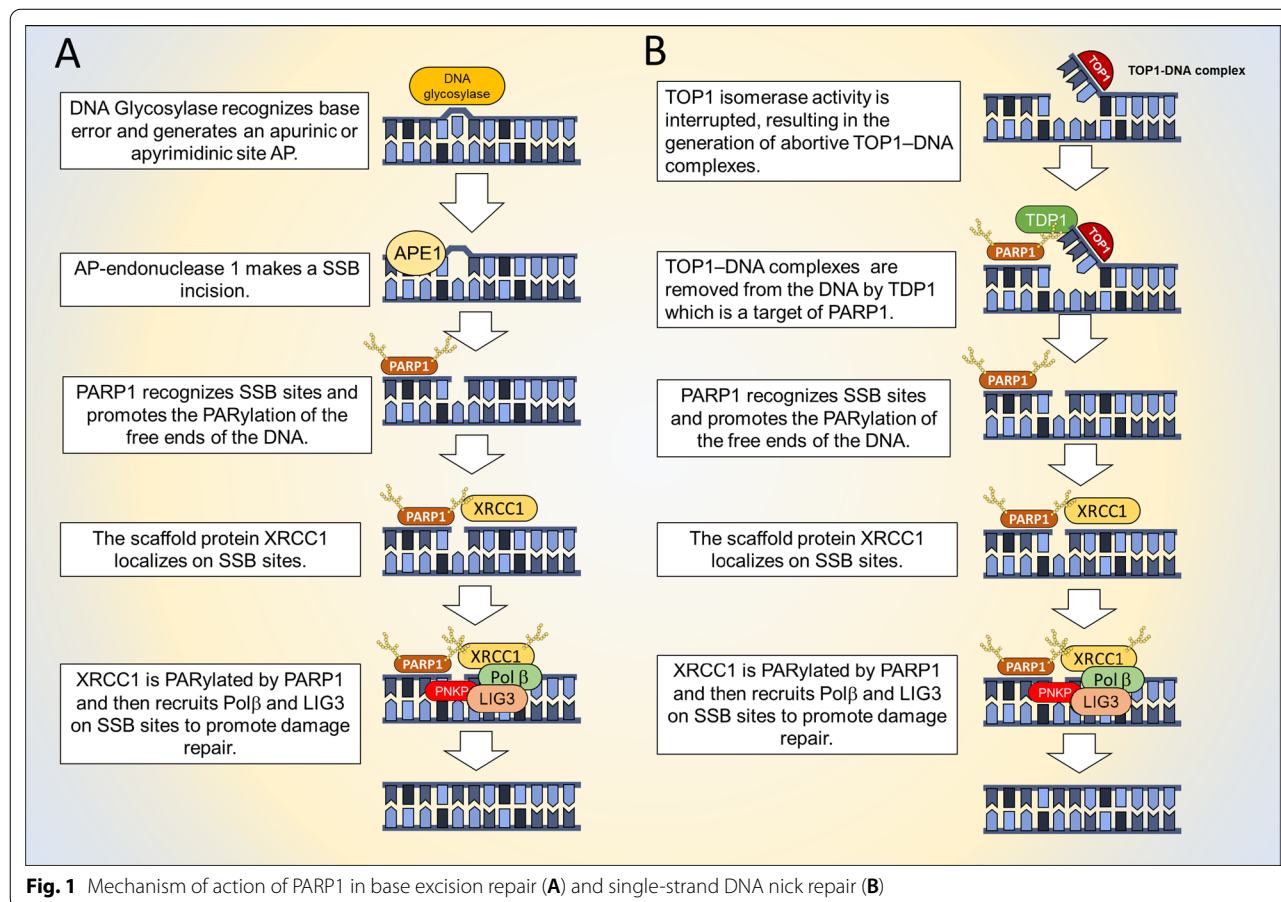 A
DNA
glycosylase
DNA Glycosylase recognizes base
error and generates an apurinic or
apyrimidinic site AP.
APE1
AP-endonuclease 1 makes a SSB
incision.
PARP1
PARP1 recognizes SSB sites and
promotes the PARylation of the
free ends of the DNA.
PARP1
XRCC1
The scaffold protein XRCC1
localizes on SSB sites.
PARP1
XRCC1
Pol β
PNKP
LIG3
XRCC1 is PARylated by PARP1
and then recruits Polβ and LIG3
on SSB sites to promote damage
repair.
B
TOP1
TOP1-DNA complex
TOP1 isomerase activity is
interrupted, resulting in the
generation of abortive TOP1–DNA
complexes.
TDP1
TOP1
PARP1
TOP1–DNA complexes are
removed from the DNA by TDP1
which is a target of PARP1.
PARP1
PARP1 recognizes SSB sites
and promotes the PARylation of
the free ends of the DNA.
PARP1
XRCC1
The scaffold protein XRCC1
localizes on SSB sites.
PARP1
XRCC1
Pol β
PNKP
LIG3
XRCC1 is PARylated by PARP1
and then recruits Polβ and LIG3
on SSB sites to promote damage
repair.
Fig. 1 Mechanism of action of PARP1 in base excision repair (A) and single-strand DNA nick repair (B)